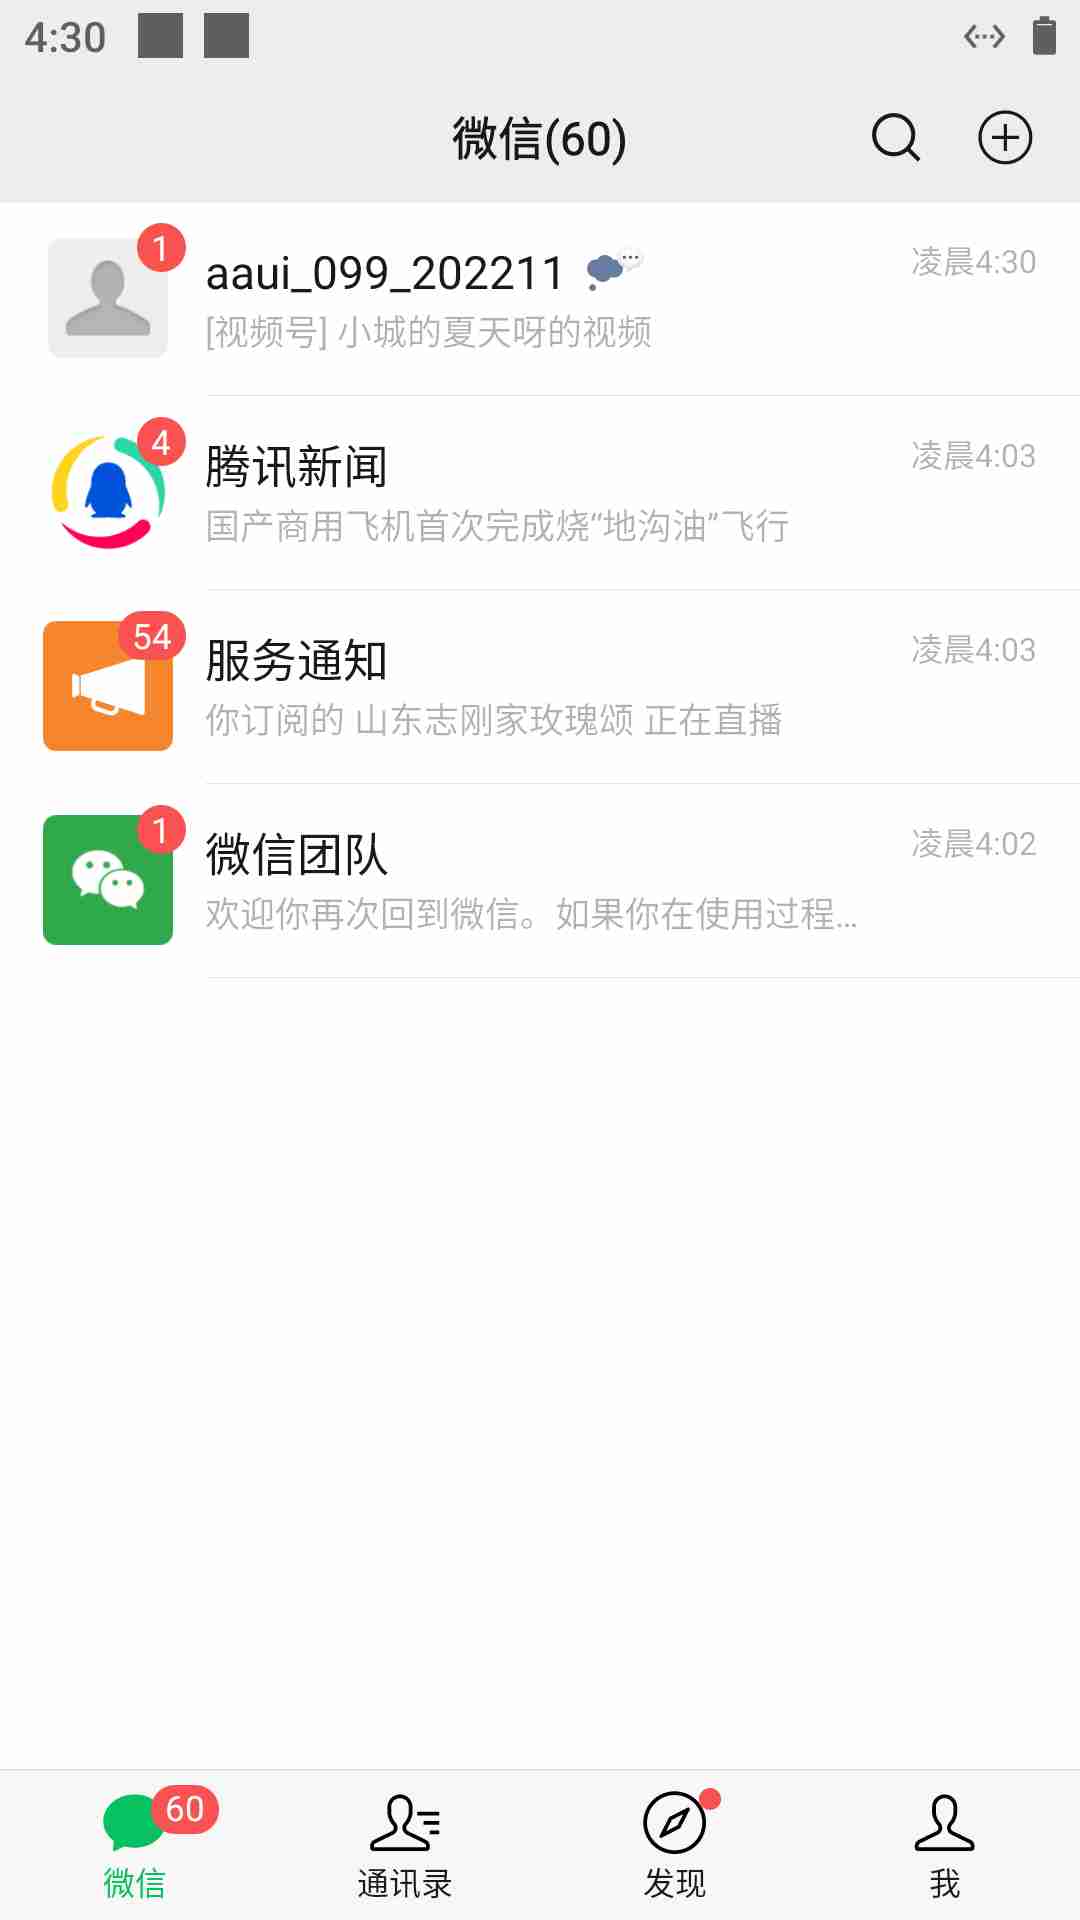 4:30
微信(60)
1
aaui_099_202211
凌晨4:30
[视频号] 小城的夏天呀的视频
4
腾讯新闻
凌晨4:03
国产商用飞机首次完成烧“地沟油”飞行
54
服务通知
凌晨4:03
你订阅的 山东志刚家玫瑰颂 正在直播
1
微信团队
凌晨4:02
欢迎你再次回到微信。如果你在使用过程...
60
微信
通讯录
发现
我